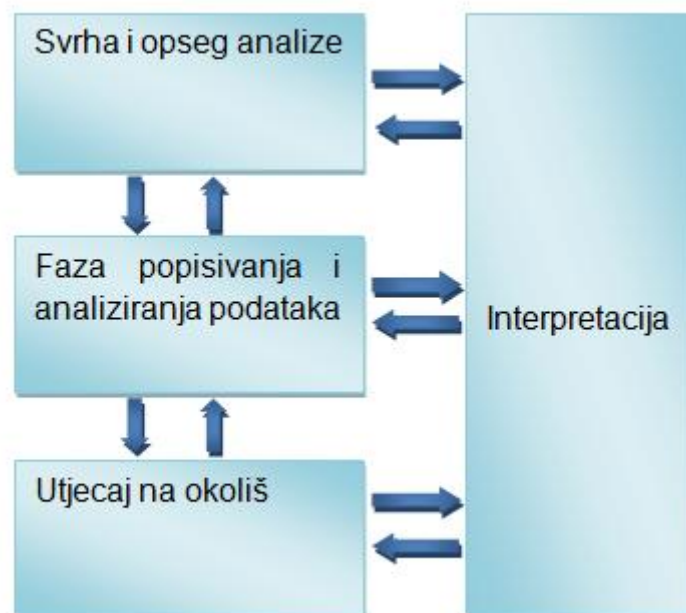 Svrha i opseg analize
Faza popisivanja i
analiziranja podataka
Interpretacija
Utjecaj na okoliš